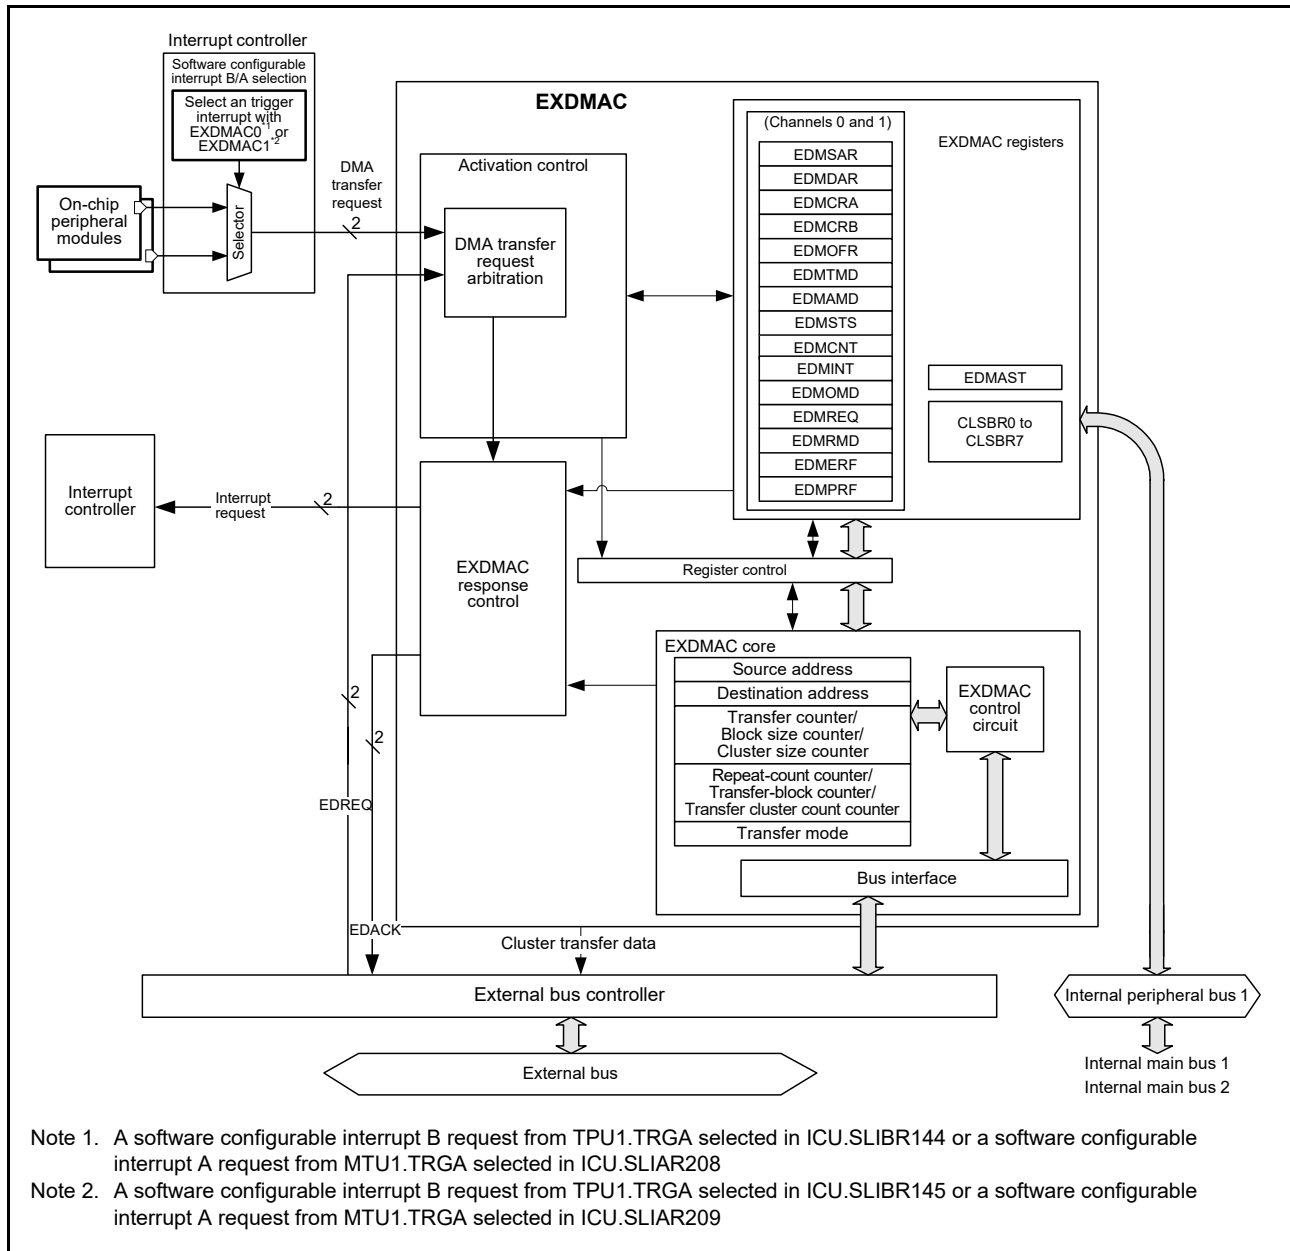 Interrupt controller
Software configurable
interrupt B/A selection
Select an trigger
interrupt with
EXDMAC0*1 or
EXDMAC1*2
On-chip
peripheral
modules
Selector
DMA
transfer
request
2
EXDMAC
Activation control
DMA transfer
request
arbitration
(Channels 0 and 1)
EXDMAC registers
EDMSAR
EDMDAR
EDMCRA
EDMCRB
EDMOFR
EDMTMD
EDMAMD
EDMSTS
EDMCNT
EDMINT
EDMOMD
EDMREQ
EDMRMD
EDMERF
EDMPRF
EDMAST
CLSBR0 to
CLSBR7
Interrupt
controller
Interrupt
request
2
EXDMAC
response
control
Register control
EXDMAC core
Source address
Destination address
Transfer counter/
Block size counter/
Cluster size counter
Repeat-count counter/
Transfer-block counter/
Transfer cluster count counter
Transfer mode
EXDMAC
control
circuit
Bus interface
2
2
EDREQ
EDACK
Cluster transfer data
External bus controller
External bus
Internal peripheral bus 1
Internal main bus 1
Internal main bus 2
Note 1. A software configurable interrupt B request from TPU1.TRGA selected in ICU.SLIBR144 or a software configurable
interrupt A request from MTU1.TRGA selected in ICU.SLIAR208
Note 2. A software configurable interrupt B request from TPU1.TRGA selected in ICU.SLIBR145 or a software configurable
interrupt A request from MTU1.TRGA selected in ICU.SLIAR209